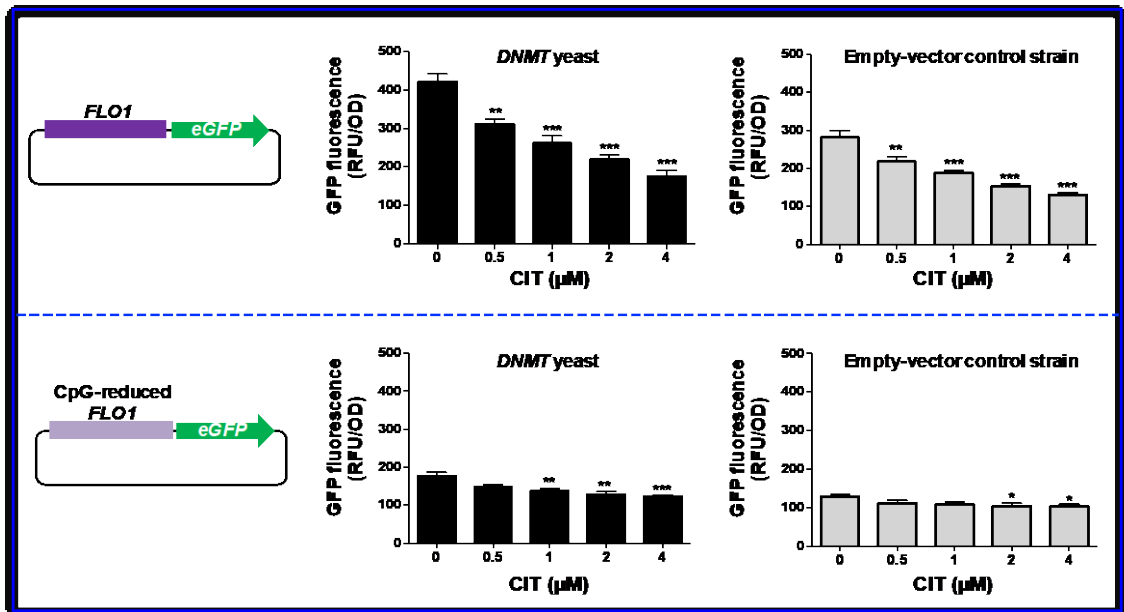 FLO1
eGFP
DNMT yeast
GFP fluorescence
(RFU/OD)
500
400
300
200
100
0
**
***
***
***
0 0.5 1 2 4
CIT (µM)
Empty-vector control strain
GFP fluorescence
(RFU/OD)
500
400
300
200
100
0
**
***
***
***
0 0.5 1 2 4
CIT (µM)
CpG-reduced
FLO1
eGFP
DNMT yeast
GFP fluorescence
(RFU/OD)
500
400
300
200
100
0
**
**
***
0 0.5 1 2 4
CIT (µM)
Empty-vector control strain
GFP fluorescence
(RFU/OD)
500
400
300
200
100
0
*
*
0 0.5 1 2 4
CIT (µM)